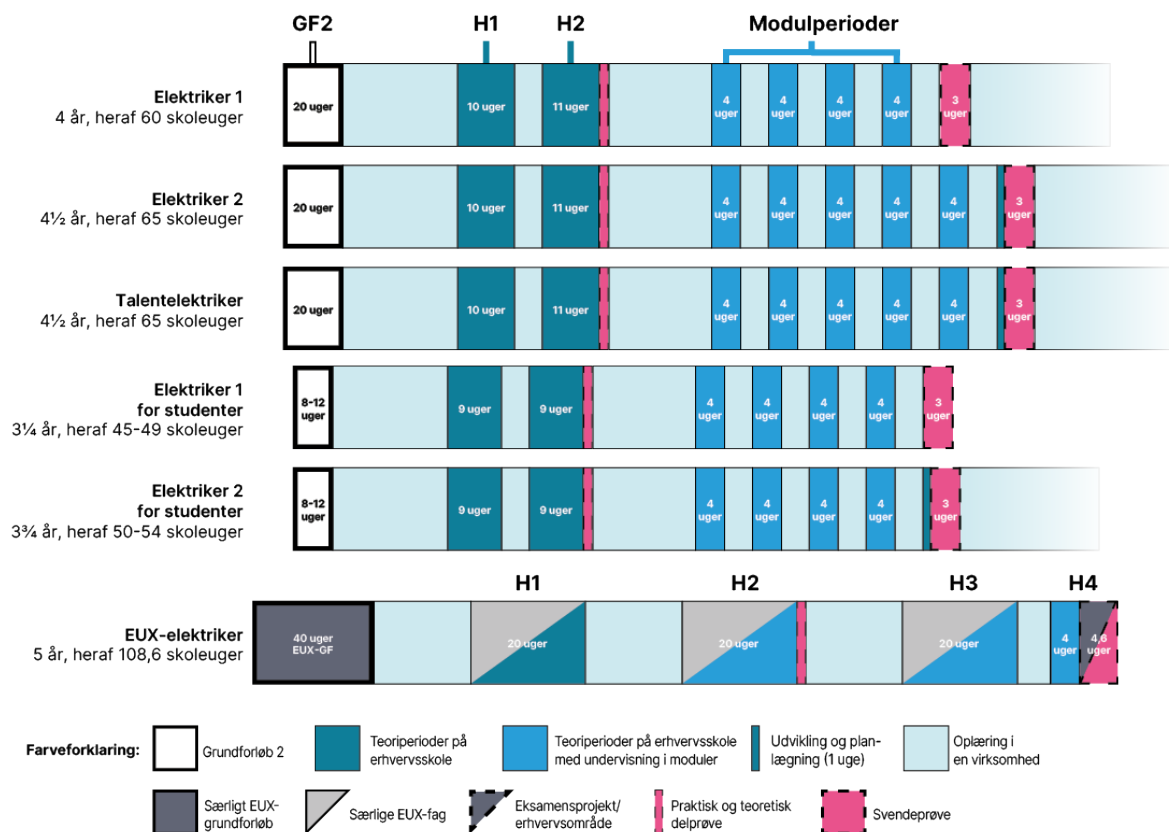 GF2 H1 H2 Modulperioder
Elektriker 1
4 år, heraf 60 skoleuger
20 uger
10 uger
11 uger
4 uger
4 uger
4 uger
4 uger
3 uger
Elektriker 2
4½ år, heraf 65 skoleuger
20 uger
10 uger
11 uger
4 uger
4 uger
4 uger
4 uger
4 uger
3 uger
Talentelektriker
4½ år, heraf 65 skoleuger
20 uger
10 uger
11 uger
4 uger
4 uger
4 uger
4 uger
4 uger
3 uger
Elektriker 1
for studenter
3¼ år, heraf 45-49 skoleuger
8-12 uger
9 uger
9 uger
4 uger
4 uger
4 uger
4 uger
3 uger
Elektriker 2
for studenter
3¾ år, heraf 50-54 skoleuger
8-12 uger
9 uger
9 uger
4 uger
4 uger
4 uger
4 uger
3 uger
H1 H2 H3 H4
EUX-elektriker
5 år, heraf 108,6 skoleuger
40 uger
EUX-GF
20 uger
20 uger
20 uger
4 uger
4,6 uger
Farveforklaring:
Grundforløb 2
Teoriperioder på
erhvervsskole
Teoriperioder på erhvervsskole
med undervisning i moduler
Udvikling og plan-
lægning (1 uge)
Oplæring i
en virksomhed
Særligt EUX-
grundforløb
Særlige EUX-fag
Eksamensprojekt/
erhvervsområde
Praktisk og teoretisk
delprøve
Svendeprøve